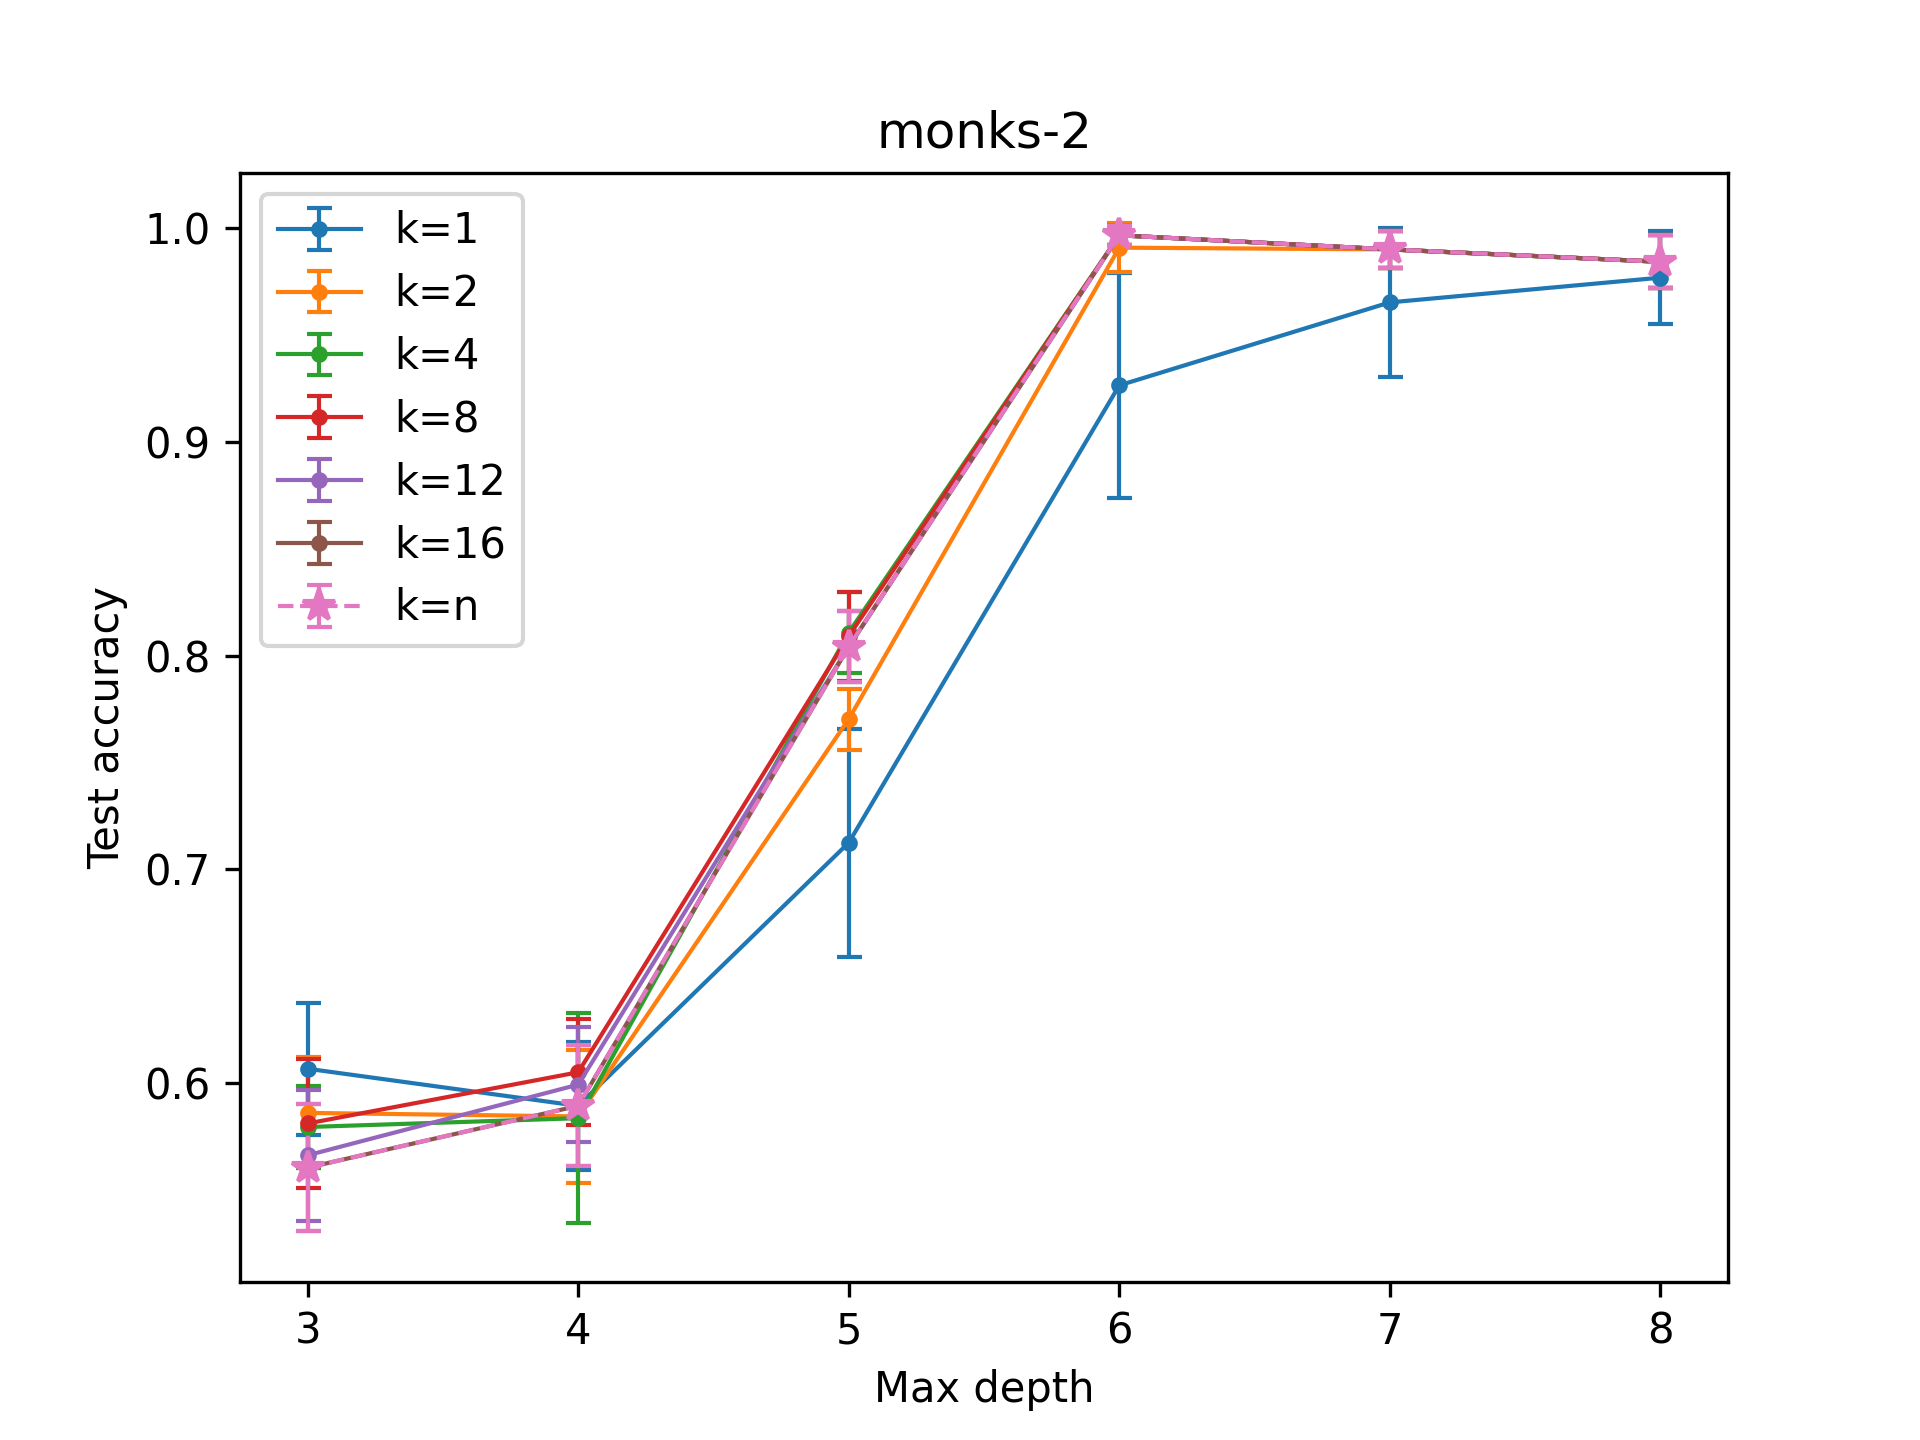 monks-2
1.0
0.9
0.8
0.7
0.6
Test accuracy
k=1
k=2
k=4
k=8
k=12
k=16
k=n
3 4 5 6 7 8
Max depth